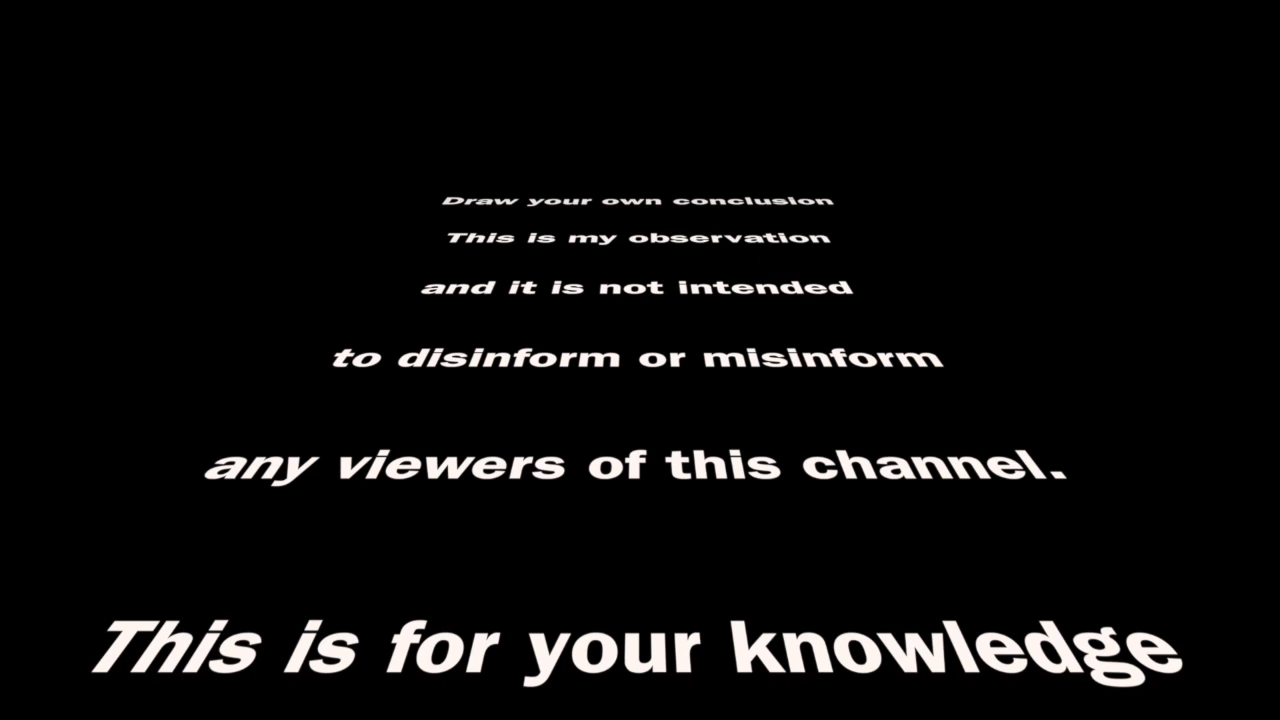 Draw your own conclusion
This is my observation
and it is not intended
to disinform or misinform
any viewers of this channel.
This is for your knowledge